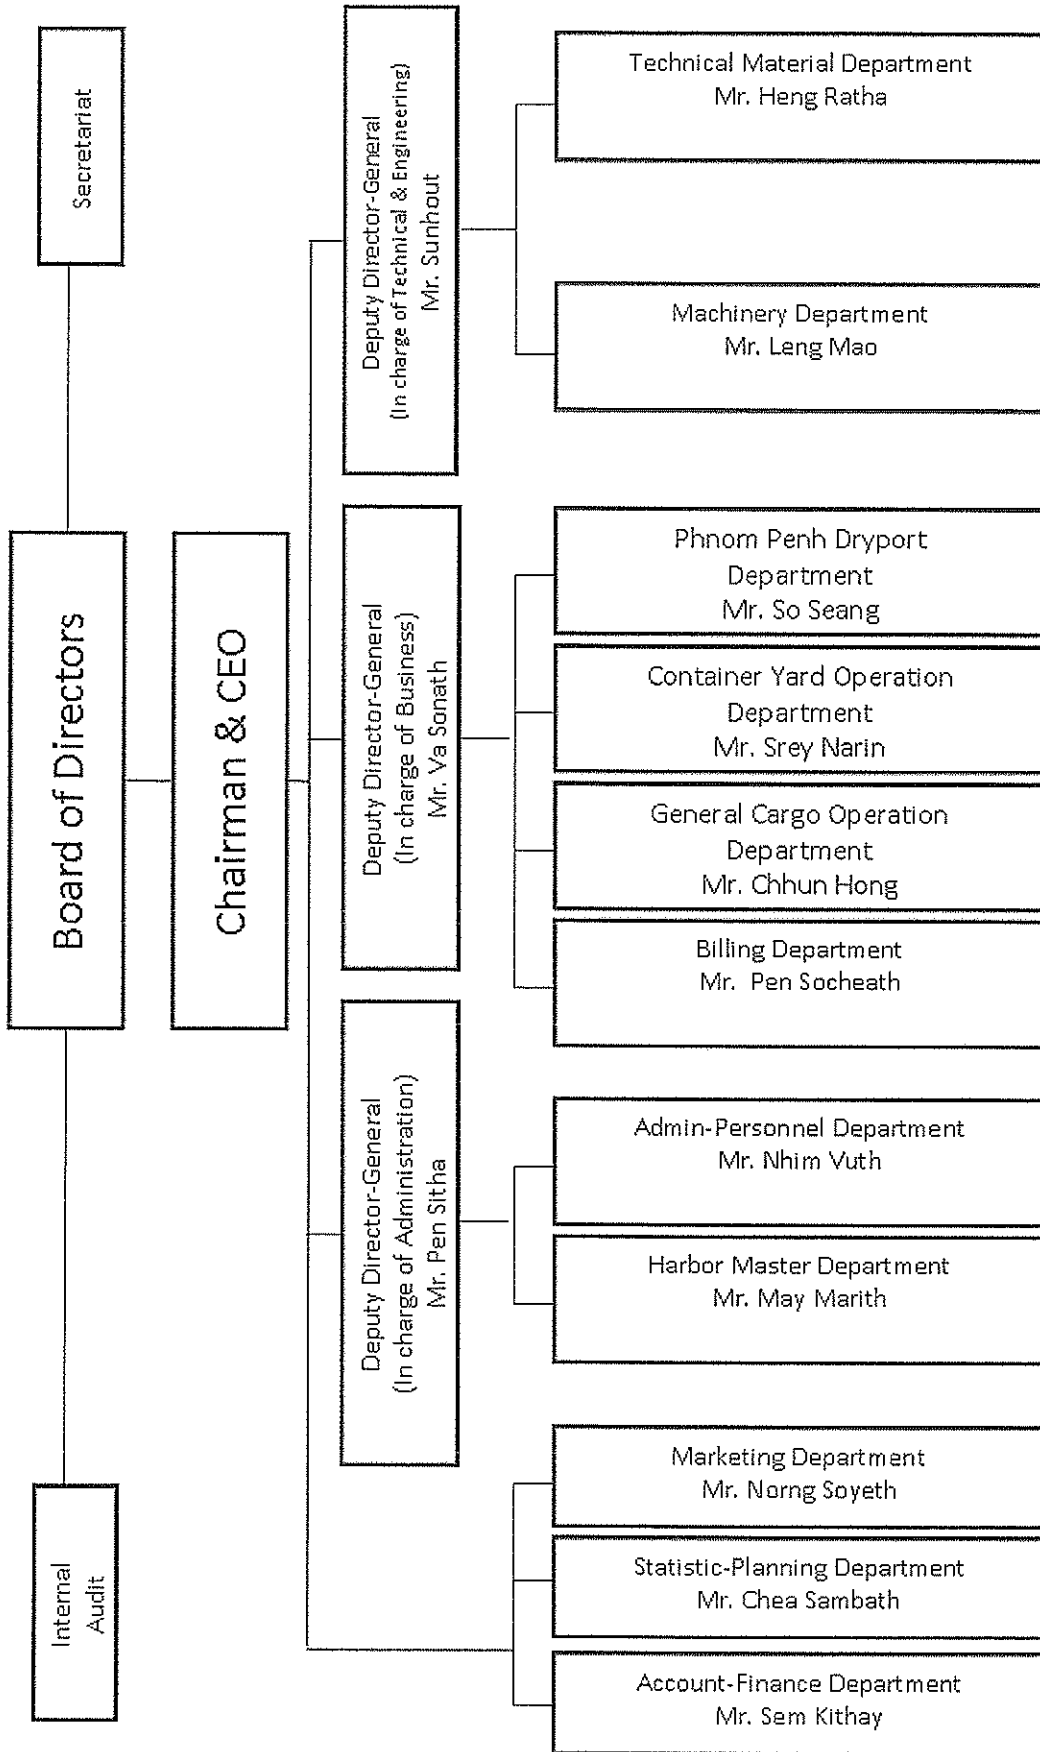 Board of Directors
Internal
Audit
Secretariat
Chairman & CEO
Deputy Director-General
(In charge of Administration)
Mr. Pen Sitha
Deputy Director-General
(In charge of Business)
Mr. Va Sonath
Deputy Director-General
(In charge of Technical & Engineering)
Mr. Sunhout
Account-Finance Department
Mr. Sem Kithay
Statistic-Planning Department
Mr. Chea Sambath
Marketing Department
Mr. Norng Soyeth
Harbor Master Department
Mr. May Marith
Admin-Personnel Department
Mr. Nhim Vuth
Billing Department
Mr. Pen Socheath
General Cargo Operation
Department
Mr. Chhun Hong
Container Yard Operation
Department
Mr. Srey Narin
Phnom Penh Dryport
Department
Mr. So Seang
Machinery Department
Mr. Leng Mao
Technical Material Department
Mr. Heng Ratha